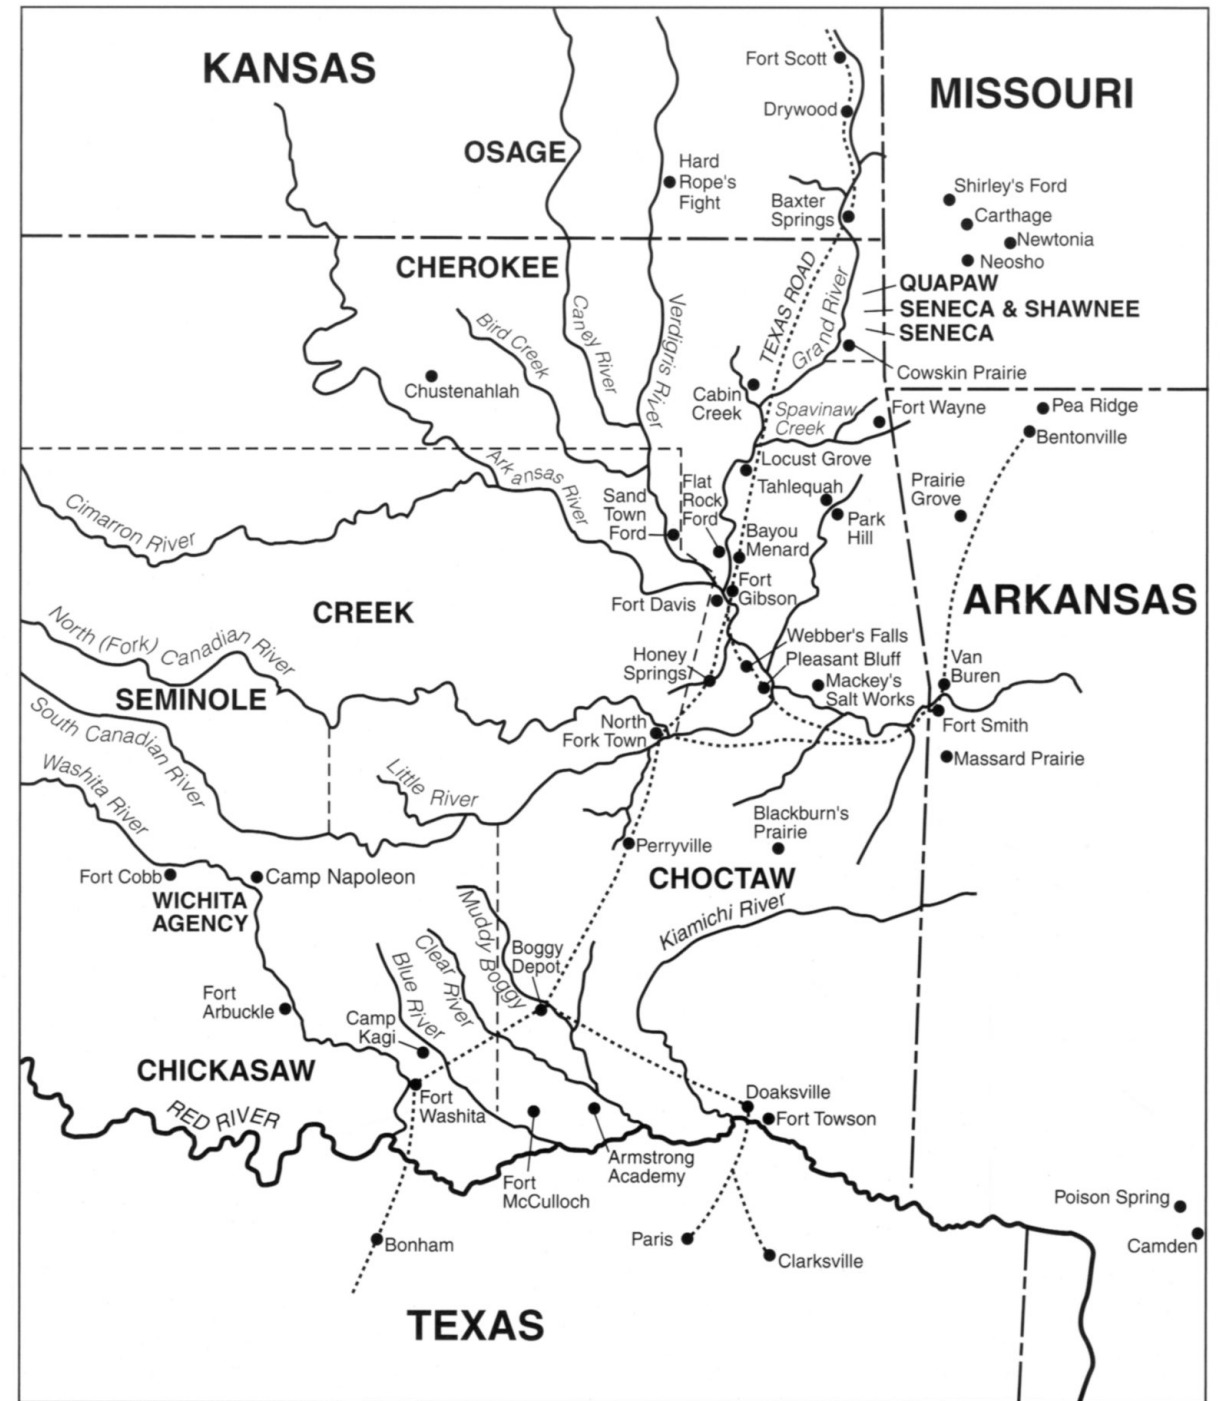 KANSAS
Fort Scott
MISSOURI
Drywood
OSAGE
Hard
Rope's
Fight
Shirley's Ford
Baxter
Springs
Carthage
Newtonia
Neosho
CHEROKEE
QUAPAW
SENECA & SHAWNEE
SENECA
TEXAS ROAD
Grand River
Caney River
Verdigris River
Bird Creek
Cowskin Prairie
Chustenahlah
Cabin
Creek
Spavinaw
Creek
Fort Wayne
Pea Ridge
Bentonville
Locust Grove
Arkansas River
Flat
Rock
Ford
Tahlequah
Prairie
Grove
Sand
Town
Ford
Park
Hill
Cimarron River
Bayou
Menard
Fort
Gibson
Fort Davis
ARKANSAS
CREEK
North (Fork) Canadian River
Webber's Falls
Honey
Springs
Pleasant Bluff
Van
Buren
Mackey's
Salt Works
SEMINOLE
South Canadian River
North
Fork Town
Fort Smith
Washita River
Little River
Massard Prairie
Blackburn's
Prairie
Perryville
Fort Cobb
Camp Napoleon
CHOCTAW
WICHITA
AGENCY
Muddy Boggy
Kiamichi River
Clear River
Boggy
Depot
Blue River
Fort
Arbuckle
Camp
Kagi
CHICKASAW
RED RIVER
Fort
Washita
Doaksville
Fort Towson
Armstrong
Academy
Fort
McCulloch
Poison Spring
Bonham
Paris
Camden
Clarksville
TEXAS